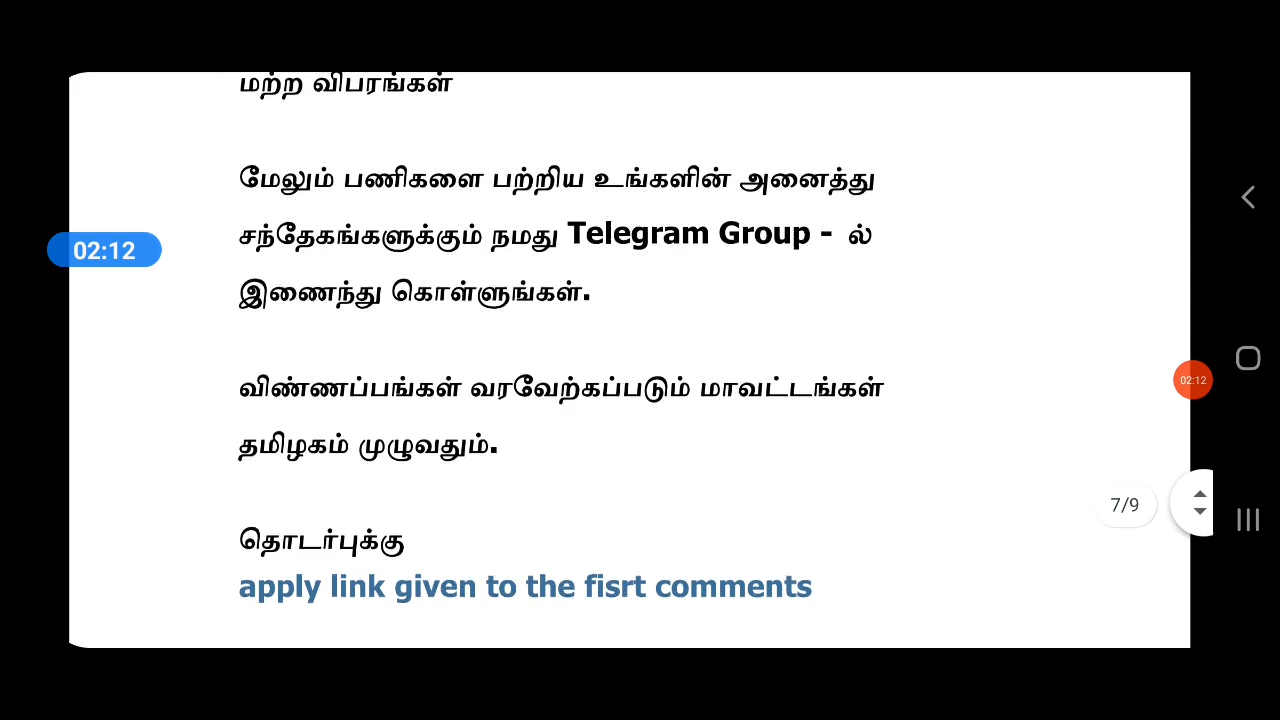 மற்ற விபரங்கள்
மேலும் பணிகளை பற்றிய உங்களின் அனைத்து
சந்தேகங்களுக்கும் நமது Telegram Group - ல்
02:12
இணைந்து கொள்ளுங்கள்.
விண்ணப்பங்கள் வரவேற்கப்படும் மாவட்டங்கள்
02:12
தமிழகம் முழுவதும்.
7/9
தொடர்புக்கு
apply link given to the fisrt comments